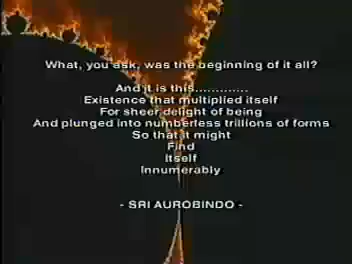 What, you ask, was the beginning of it all?
And it is this.............
Existence that multiplied itself
For sheer delight of being
And plunged into numberless trillions of forms
So that it might
Find
Itself
Innumerably
- SRI AUROBINDO -